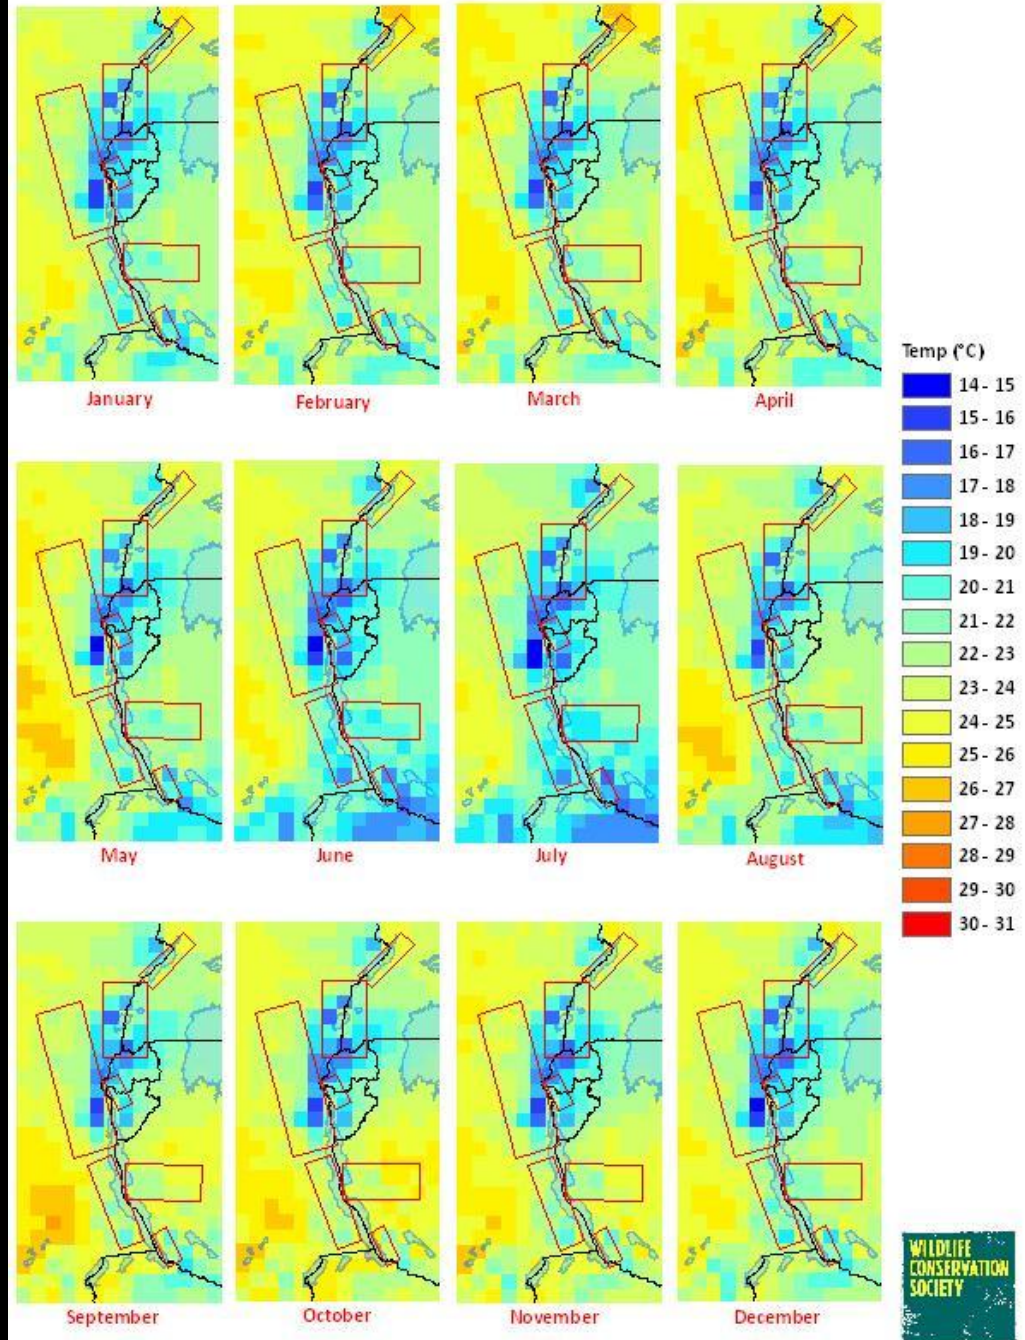 January
February
March
April
Temp (°C)
14 - 15
15 - 16
16 - 17
17 - 18
18 - 19
19 - 20
20 - 21
21 - 22
22 - 23
23 - 24
24 - 25
25 - 26
26 - 27
27 - 28
28 - 29
29 - 30
30 - 31
May
June
July
August
September
October
November
December
WILDLIFE
CONSERVATION
SOCIETY